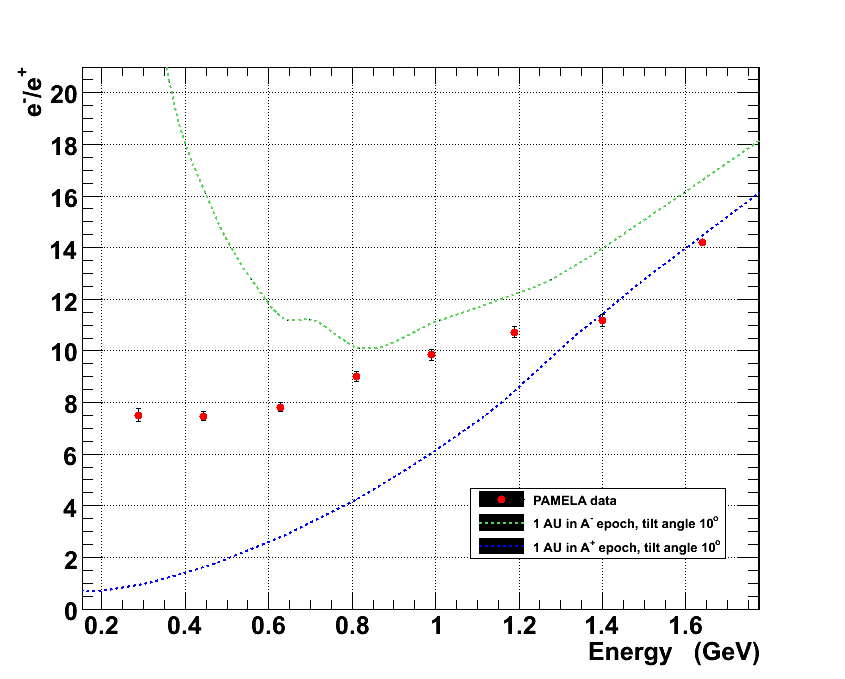 e⁻/e⁺
20
18
16
14
12
10
8
6
4
2
0
0.2 0.4 0.6 0.8 1 1.2 1.4 1.6
Energy (GeV)
PAMELA data
1 AU in A⁻ epoch, tilt angle 10°
1 AU in A⁺ epoch, tilt angle 10°